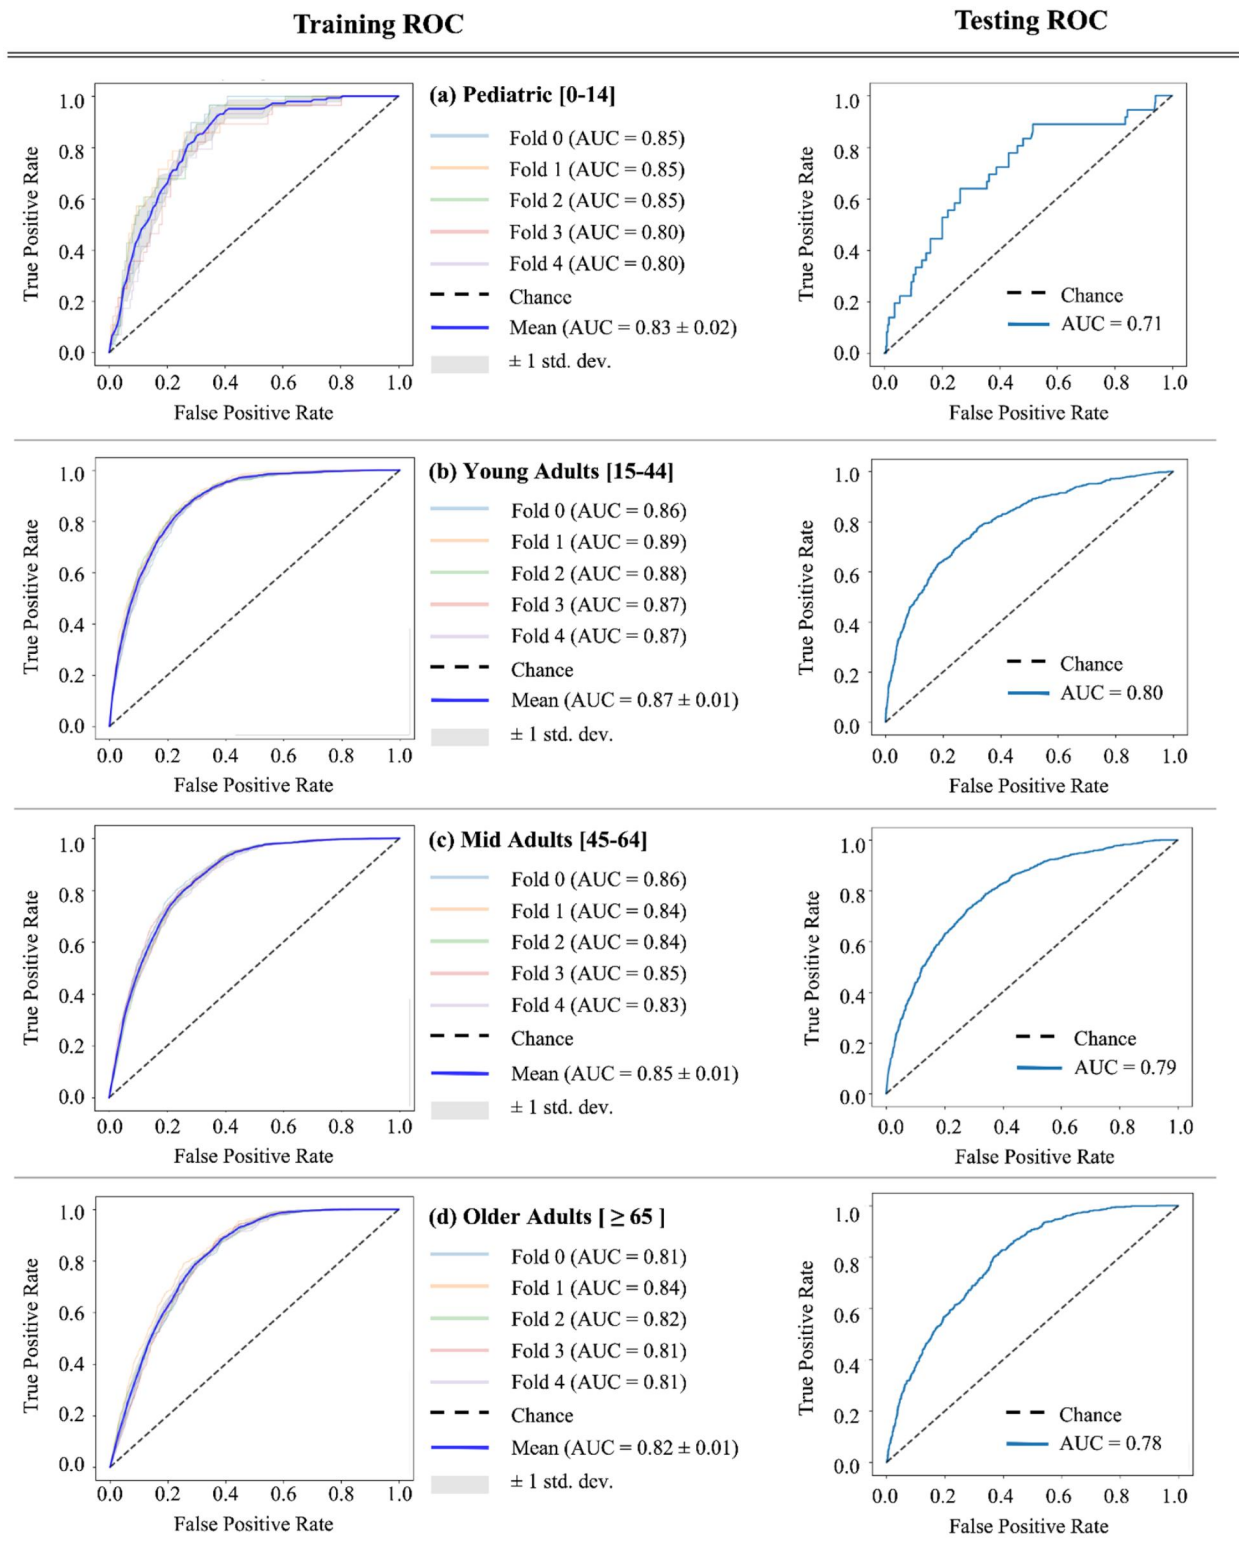 Training ROC
Testing ROC
1.0
0.8
0.6
0.4
0.2
0.0
True Positive Rate
0.0 0.2 0.4 0.6 0.8 1.0
False Positive Rate
(a) Pediatric [0-14]
Fold 0 (AUC = 0.85)
Fold 1 (AUC = 0.85)
Fold 2 (AUC = 0.85)
Fold 3 (AUC = 0.80)
Fold 4 (AUC = 0.80)
Chance
Mean (AUC = 0.83 ± 0.02)
± 1 std. dev.
1.0
0.8
0.6
0.4
0.2
0.0
True Positive Rate
Chance
AUC = 0.71
0.0 0.2 0.4 0.6 0.8 1.0
False Positive Rate
1.0
0.8
0.6
0.4
0.2
0.0
True Positive Rate
0.0 0.2 0.4 0.6 0.8 1.0
False Positive Rate
(b) Young Adults [15-44]
Fold 0 (AUC = 0.86)
Fold 1 (AUC = 0.89)
Fold 2 (AUC = 0.88)
Fold 3 (AUC = 0.87)
Fold 4 (AUC = 0.87)
Chance
Mean (AUC = 0.87 ± 0.01)
± 1 std. dev.
1.0
0.8
0.6
0.4
0.2
0.0
True Positive Rate
Chance
AUC = 0.80
0.0 0.2 0.4 0.6 0.8 1.0
False Positive Rate
1.0
0.8
0.6
0.4
0.2
0.0
True Positive Rate
0.0 0.2 0.4 0.6 0.8 1.0
False Positive Rate
(c) Mid Adults [45-64]
Fold 0 (AUC = 0.86)
Fold 1 (AUC = 0.84)
Fold 2 (AUC = 0.84)
Fold 3 (AUC = 0.85)
Fold 4 (AUC = 0.83)
Chance
Mean (AUC = 0.85 ± 0.01)
± 1 std. dev.
1.0
0.8
0.6
0.4
0.2
0.0
True Positive Rate
Chance
AUC = 0.79
0.0 0.2 0.4 0.6 0.8 1.0
False Positive Rate
1.0
0.8
0.6
0.4
0.2
0.0
True Positive Rate
0.0 0.2 0.4 0.6 0.8 1.0
False Positive Rate
(d) Older Adults [ ≥ 65 ]
Fold 0 (AUC = 0.81)
Fold 1 (AUC = 0.84)
Fold 2 (AUC = 0.82)
Fold 3 (AUC = 0.81)
Fold 4 (AUC = 0.81)
Chance
Mean (AUC = 0.82 ± 0.01)
± 1 std. dev.
1.0
0.8
0.6
0.4
0.2
0.0
True Positive Rate
Chance
AUC = 0.78
0.0 0.2 0.4 0.6 0.8 1.0
False Positive Rate